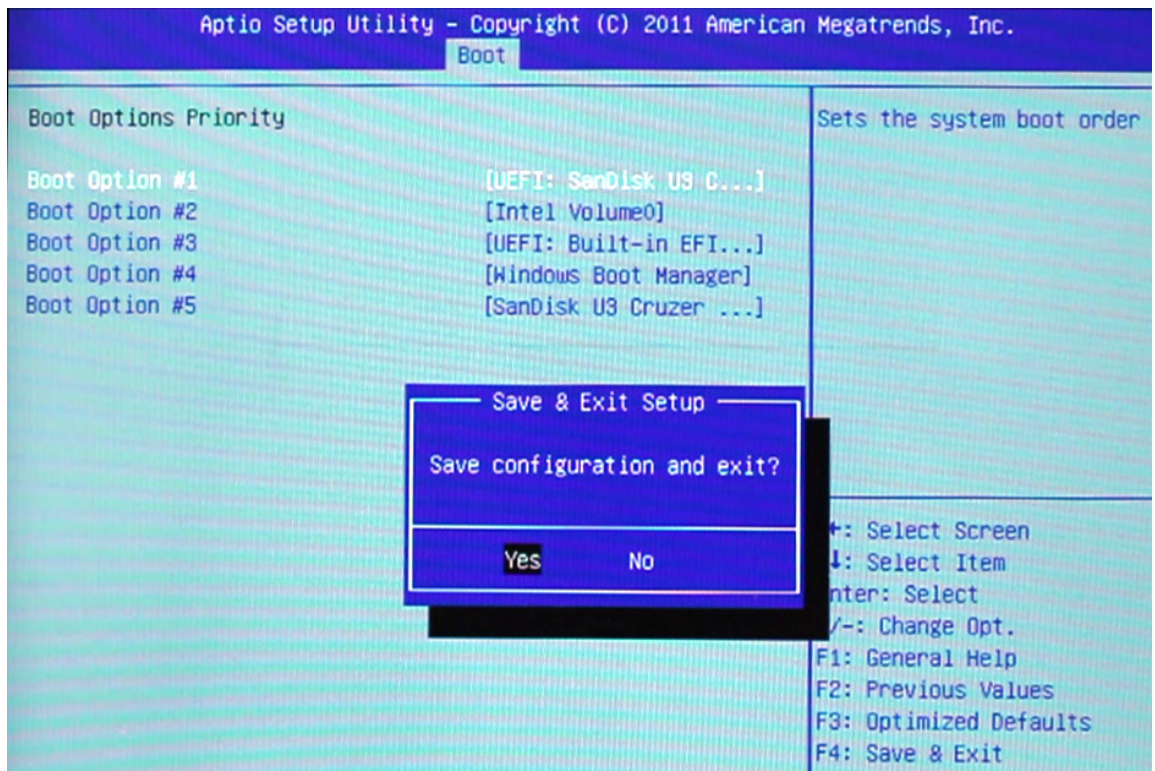 Aptio Setup Utility – Copyright (C) 2011 American Megatrends, Inc.
Boot
Boot Options Priority
Sets the system boot order
Boot Option #1 [UEFI: SanDisk U3 C...]
Boot Option #2 [Intel Volume0]
Boot Option #3 [UEFI: Built-in EFI...]
Boot Option #4 [Windows Boot Manager]
Boot Option #5 [SanDisk U3 Cruzer ...]
Save & Exit Setup
Save configuration and exit?
Yes No
←: Select Screen
↓: Select Item
nter: Select
/-: Change Opt.
F1: General Help
F2: Previous Values
F3: Optimized Defaults
F4: Save & Exit